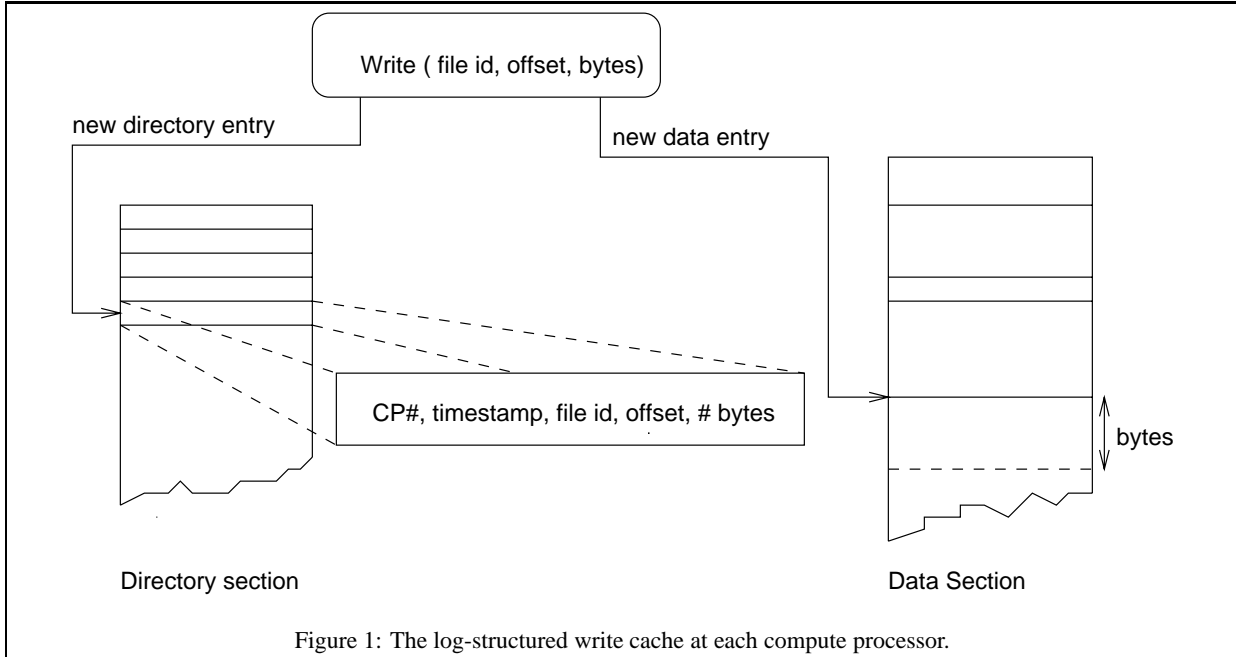 Write ( file id, offset, bytes)
new directory entry
new data entry
CP#, timestamp, file id, offset, # bytes
bytes
Directory section
Data Section
Figure 1: The log-structured write cache at each compute processor.